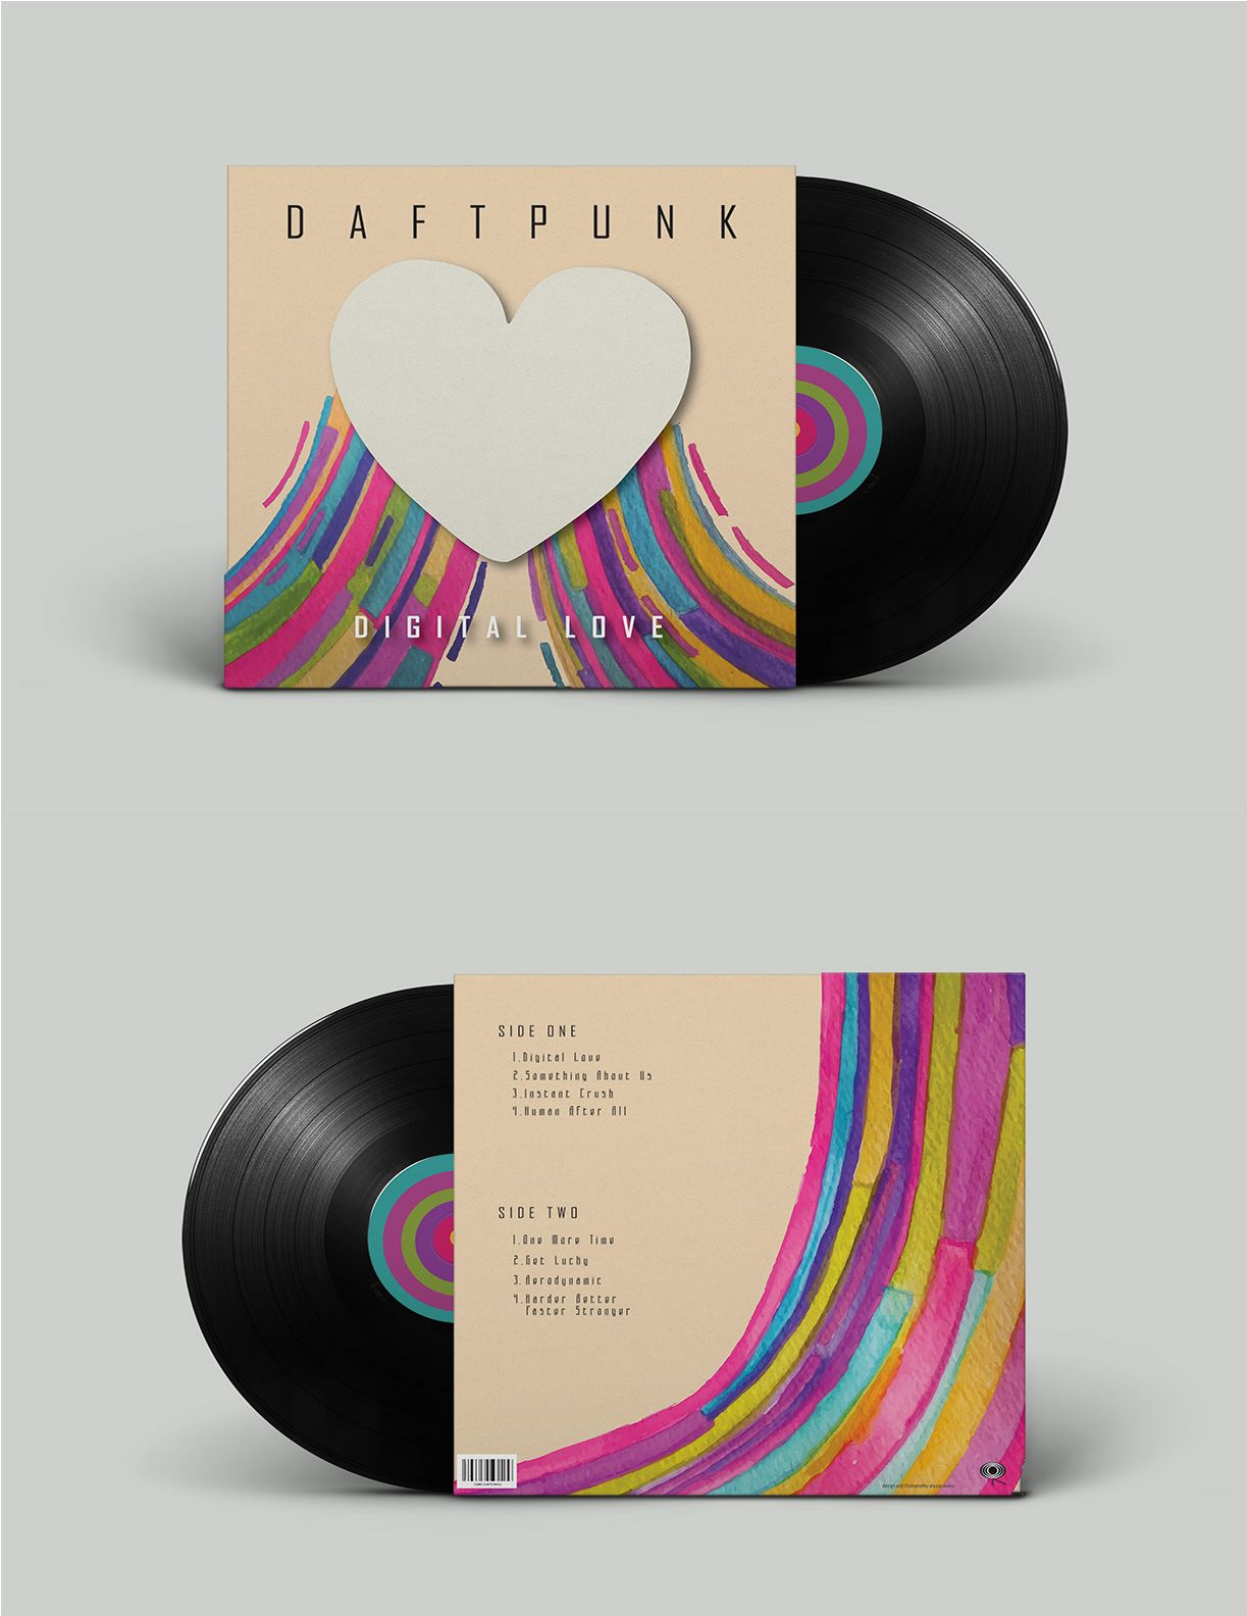 DAFTPUNK
DIGITAL LOVE
SIDE ONE
1.Digital Love
2.Something About Us
3.Instant Crush
4.Human After All
SIDE TWO
1.One More Time
2.Get Lucky
3.Aerodynamic
4.Harder Better
Faster Stronger